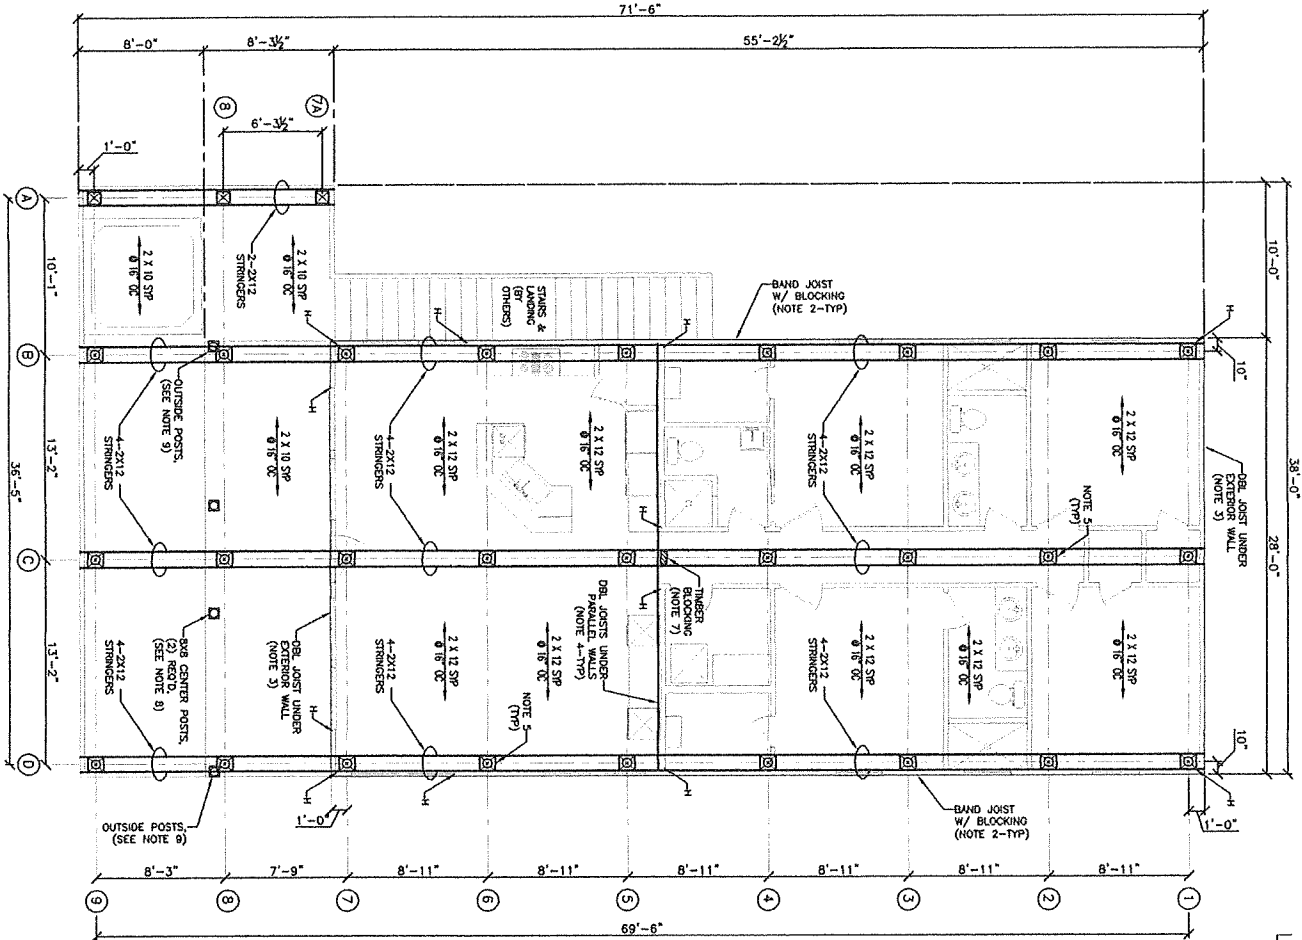 71'-6"
8'-0"
8'-3½"
55'-2½"
8
7A
6'-3½"
1'-0"
A
10'-1"
2 X 10 SYP
@ 16" OC
2-2X12
STRINGERS
2 X 10 SYP
@ 16" OC
STAIRS &
LANDING
(BY
OTHERS)
BAND JOIST
W/ BLOCKING
(NOTE 2-TYP)
H
H
H
H
10'-0"
38'-0"
B
OUTSIDE POSTS,
(SEE NOTE 9)
10"
13'-2"
36'-5"
4-2X12
STRINGERS
2 X 10 SYP
@ 16" OC
H
4-2X12
STRINGERS
2 X 12 SYP
@ 16" OC
2 X 12 SYP
@ 16" OC
H
4-2X12
STRINGERS
2 X 12 SYP
@ 16" OC
2 X 12 SYP
@ 16" OC
NOTE 5
(TYP)
DBL JOIST UNDER
EXTERIOR WALL
(NOTE 3)
28'-0"
C
13'-2"
4-2X12
STRINGERS
8X8 CENTER POSTS,
(2) REQ'D,
(SEE NOTE 8)
DBL JOIST UNDER
EXTERIOR WALL
(NOTE 3)
H
H
4-2X12
STRINGERS
2 X 12 SYP
@ 16" OC
NOTE 5
(TYP)
2 X 12 SYP
@ 16" OC
DBL JOISTS UNDER
PARALLEL WALLS
(NOTE 4-TYP)
H
TIMBER
BLOCKING
(NOTE 7)
4-2X12
STRINGERS
2 X 12 SYP
@ 16" OC
2 X 12 SYP
@ 16" OC
2 X 12 SYP
@ 16" OC
10"
D
H
H
H
H
OUTSIDE POSTS,
(SEE NOTE 9)
1'-0"
BAND JOIST
W/ BLOCKING
(NOTE 2-TYP)
1'-0"
8'-3"
7'-9"
8'-11"
8'-11"
8'-11"
8'-11"
8'-11"
8'-11"
9
8
7
6
5
4
3
2
1
69'-6"